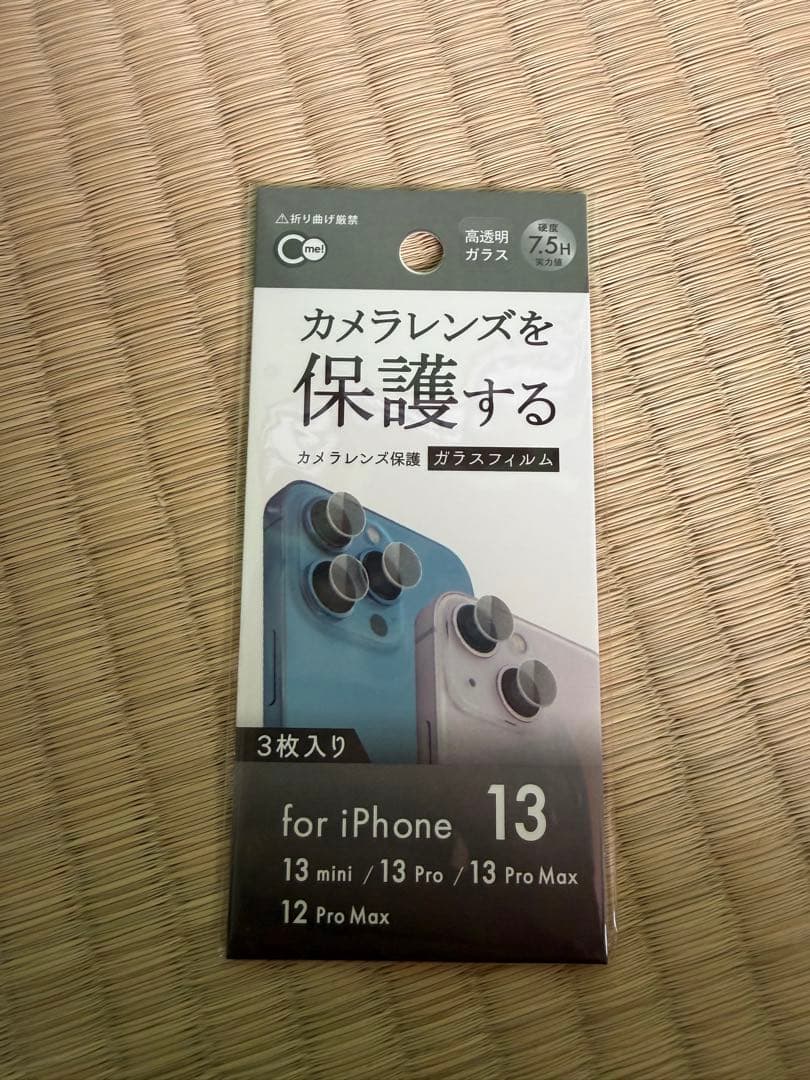 ⚠折り曲げ厳禁
Cme!
高透明
ガラス
硬度
7.5H
実力値
カメラレンズを
保護する
カメラレンズ保護 ガラスフィルム
3枚入り
for iPhone 13
13 mini / 13 Pro / 13 Pro Max
12 Pro Max